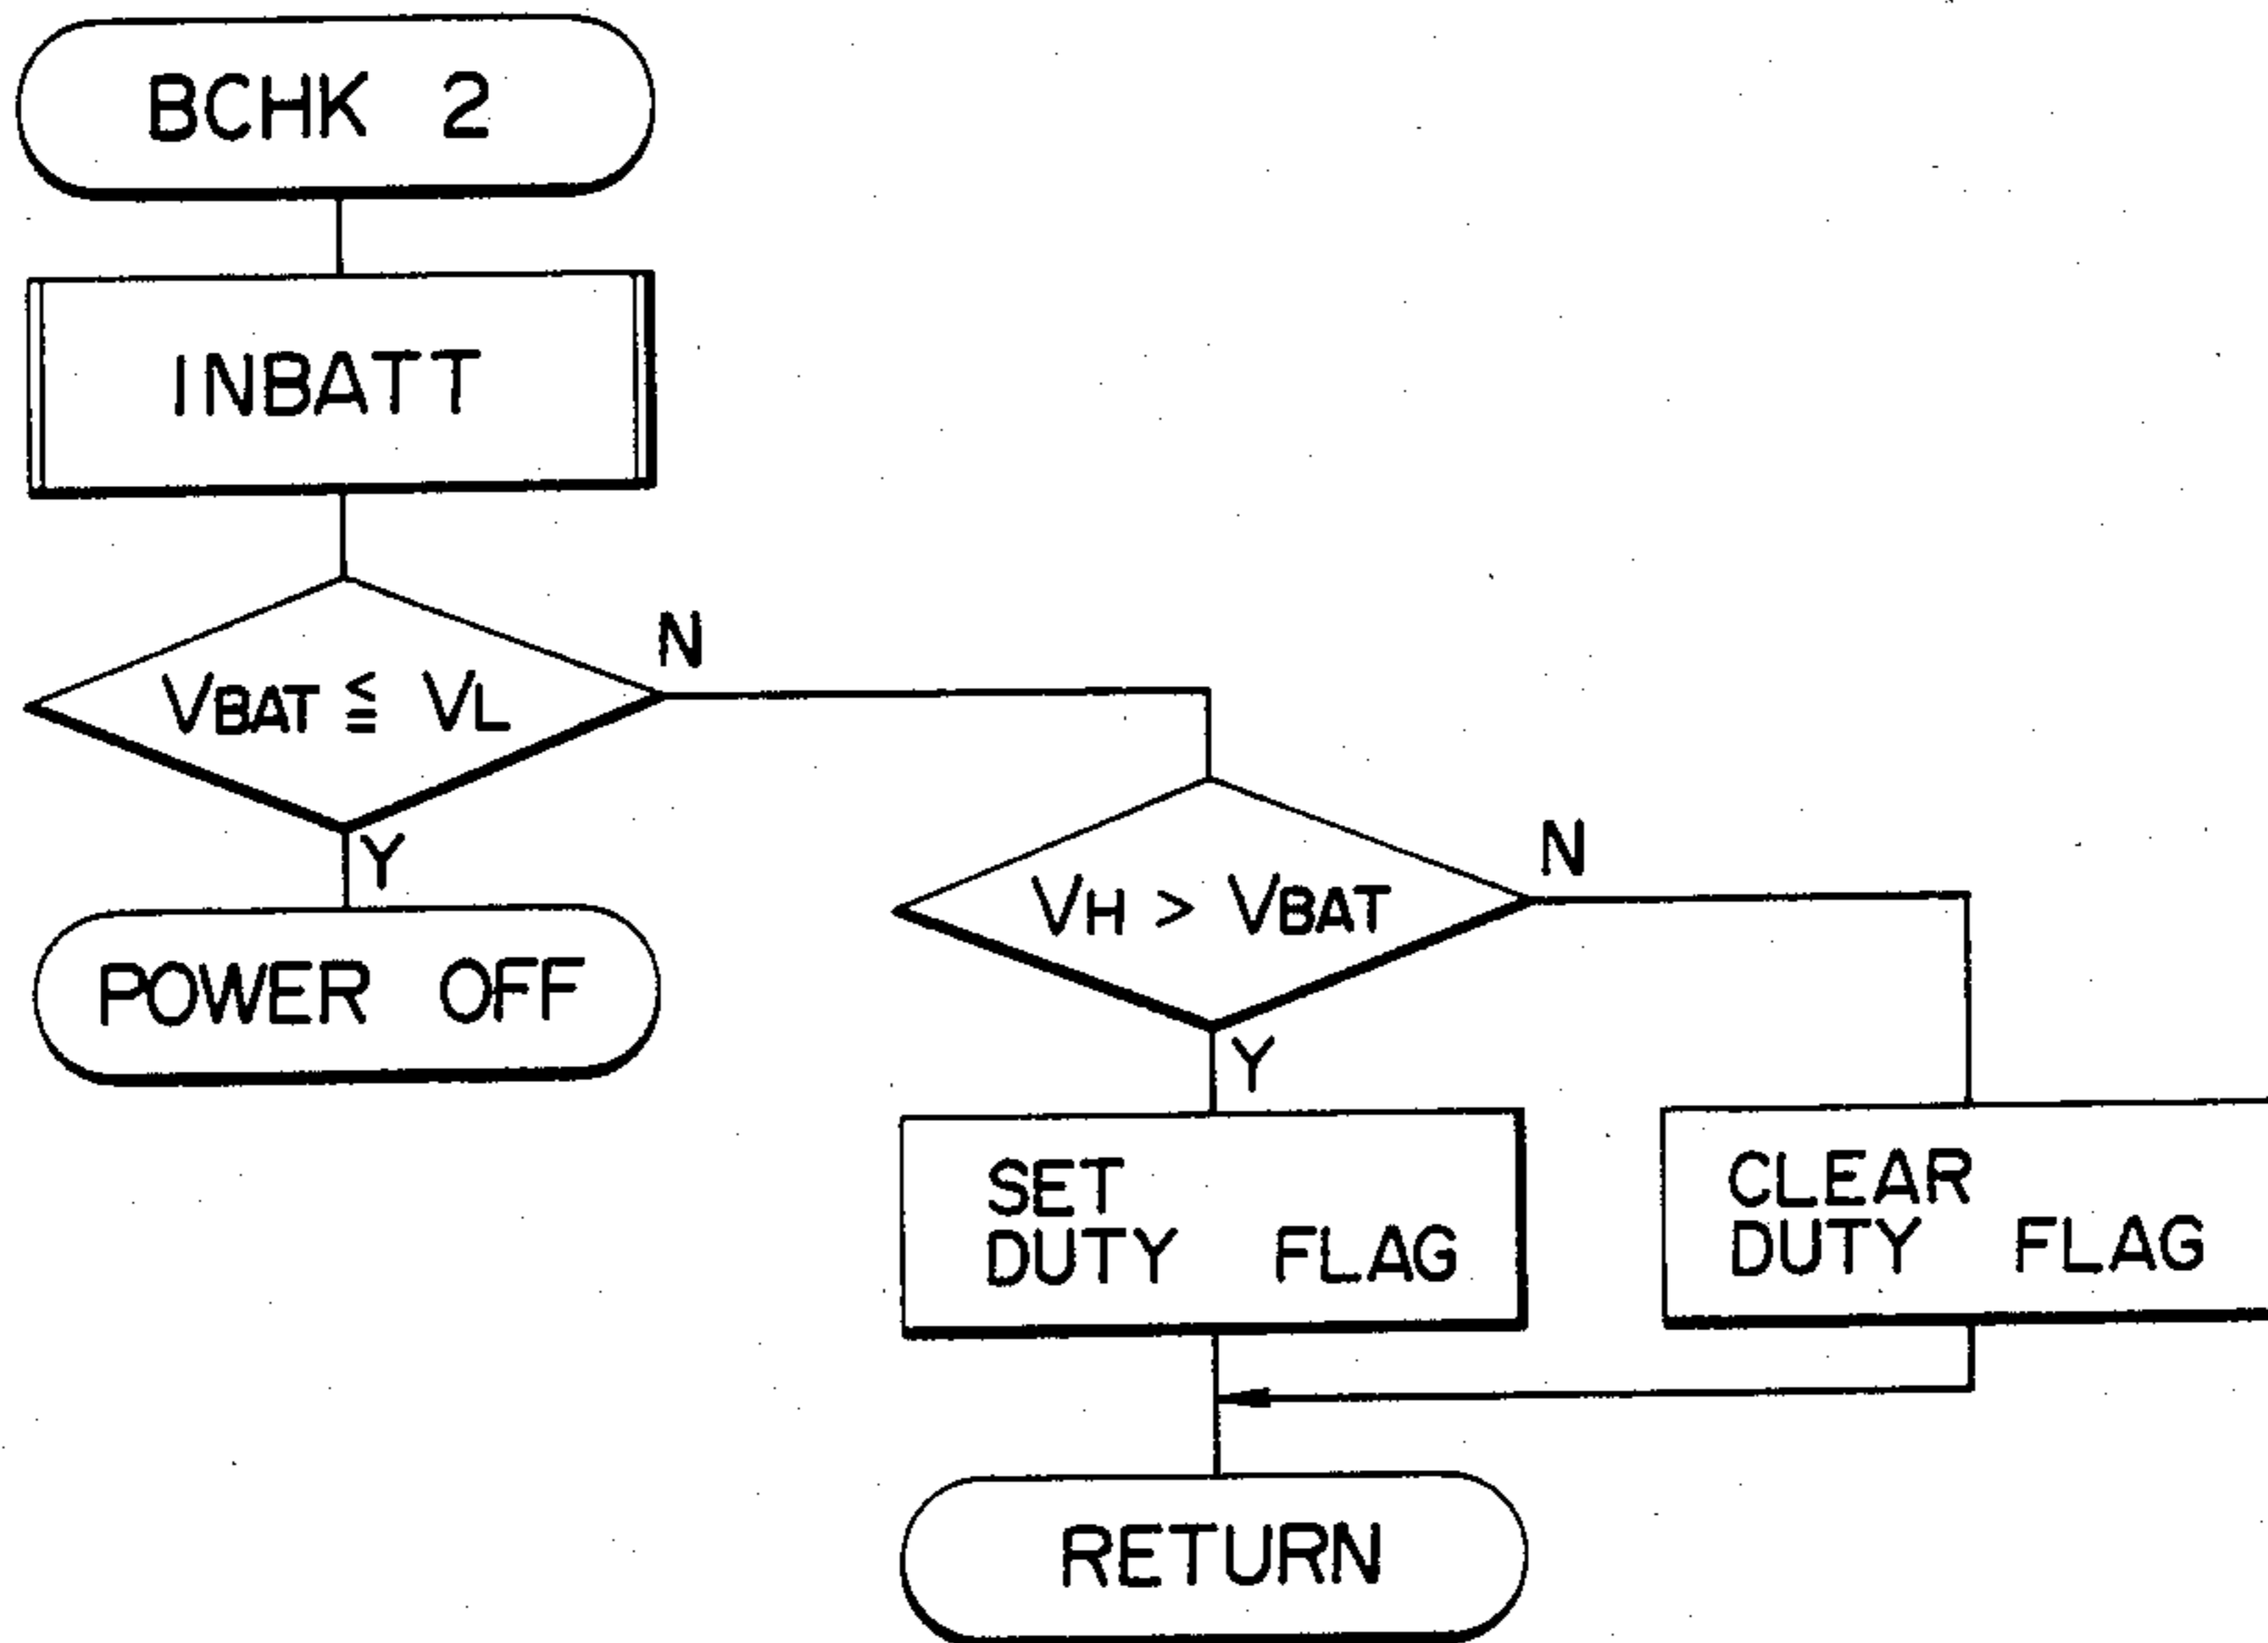 BCHK 2
INBATT
VBAT ≦ VL
N
Y
POWER OFF
VH > VBAT
N
Y
SET
DUTY FLAG
CLEAR
DUTY FLAG
RETURN